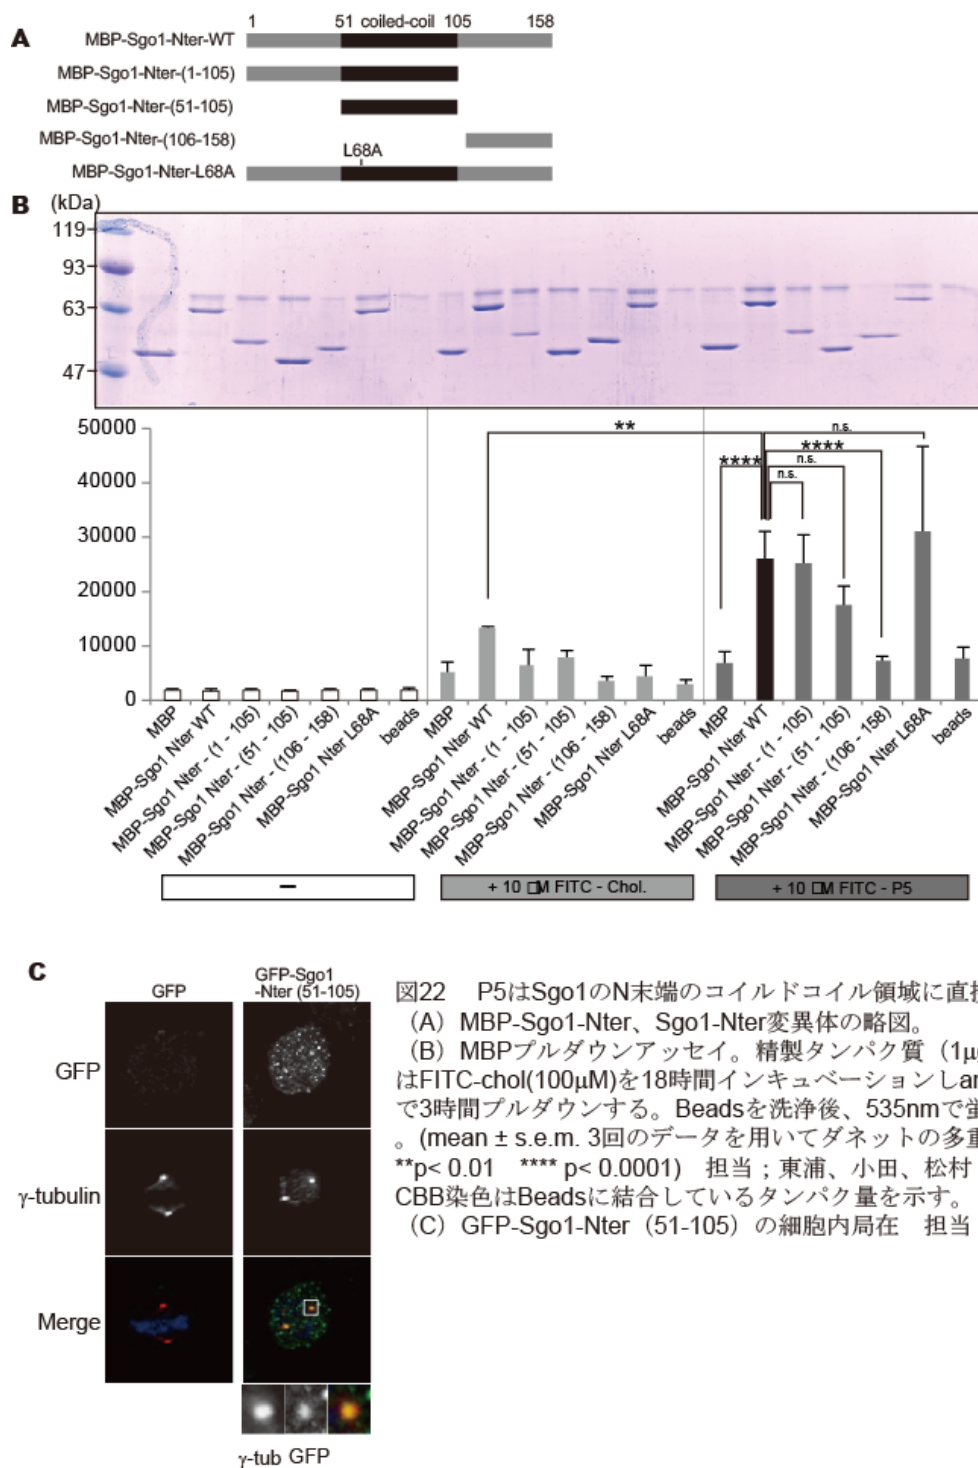 A
1 51 coiled-coil 105 158
MBP-Sgo1-Nter-WT
MBP-Sgo1-Nter-(1-105)
MBP-Sgo1-Nter-(51-105)
MBP-Sgo1-Nter-(106-158)
L68A
MBP-Sgo1-Nter-L68A
B (kDa)
119
93
63
47
50000
40000
30000
20000
10000
0
** n.s.
****
**** n.s.
n.s.
MBP
MBP-Sgo1 Nter WT
MBP-Sgo1 Nter - (1 - 105)
MBP-Sgo1 Nter - (51 - 105)
MBP-Sgo1 Nter - (106 - 158)
MBP-Sgo1 Nter L68A
beads
MBP
MBP-Sgo1 Nter WT
MBP-Sgo1 Nter - (1 - 105)
MBP-Sgo1 Nter - (51 - 105)
MBP-Sgo1 Nter - (106 - 158)
MBP-Sgo1 Nter L68A
beads
MBP
MBP-Sgo1 Nter WT
MBP-Sgo1 Nter - (1 - 105)
MBP-Sgo1 Nter - (51 - 105)
MBP-Sgo1 Nter - (106 - 158)
MBP-Sgo1 Nter L68A
beads
−
+ 10 □M FITC - Chol.
+ 10 □M FITC - P5
C
GFP
GFP-Sgo1
-Nter (51-105)
GFP
γ-tubulin
Merge
γ-tub GFP
図22 P5はSgo1のN末端のコイルドコイル領域に直接
（A）MBP-Sgo1-Nter、Sgo1-Nter変異体の略図。
（B）MBPプルダウンアッセイ。精製タンパク質（1μ
はFITC-chol(100μM)を18時間インキュベーションしa
で3時間プルダウンする。Beadsを洗浄後、535nmで
。(mean ± s.e.m. 3回のデータを用いてダネットの多重
**p< 0.01 **** p< 0.0001) 担当；東浦、小田、松村
CBB染色はBeadsに結合しているタンパク量を示す。
（C）GFP-Sgo1-Nter（51-105）の細胞内局在 担当